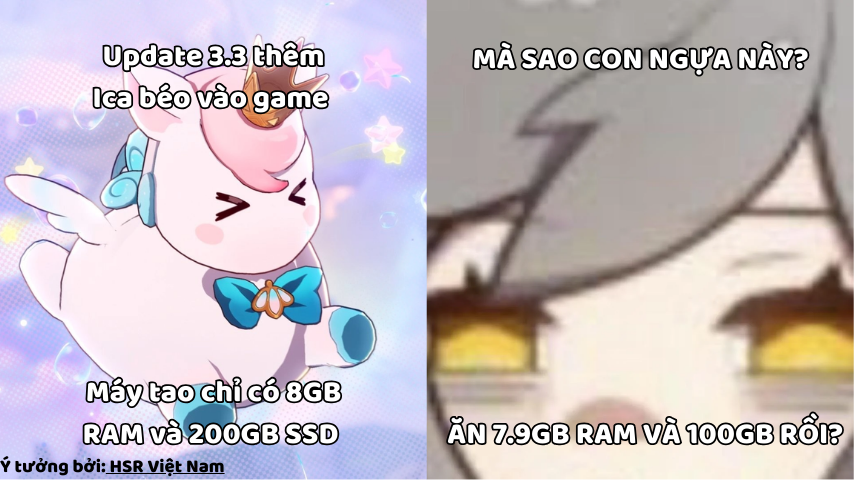 Update 3.3 thêm
Ica béo vào game
Máy tao chỉ có 8GB
RAM và 200GB SSD
Ý tưởng bởi: HSR Việt Nam
MÀ SAO CON NGỰA NÀY?
ĂN 7.9GB RAM VÀ 100GB RỒI?